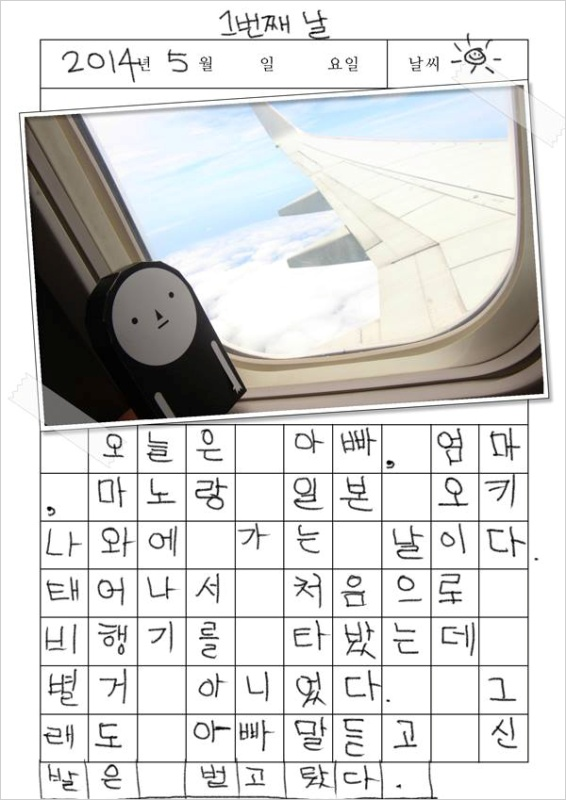 1번째 날
2014년 5월 일 요일 날씨
오늘은 아빠, 엄마
, 마노랑 일본 오키
나와에 가는 날이다.
태어나서 처음으로
비행기를 타봤는데
별거 아니었다. 그
래도 아빠말듣고 신
발은 벗고 탔다.